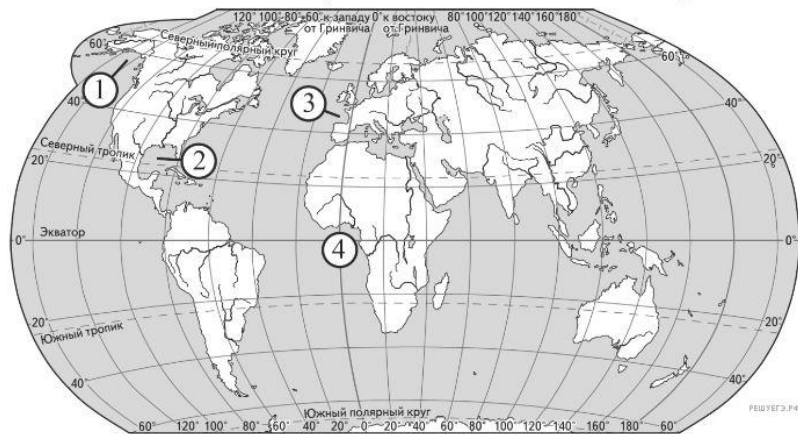 120° 100°-80°-60° к западу 0° к востоку 80° 100° 120° 140° 160° 180°
от Гринвича от Гринвича
Северный полярный круг
60° 60°
1
40° 3 40°
Северный тропик 2
20° 20°
Экватор
0° 4 0°
20° 20°
Южный тропик
40° 40°
РЕШУЕГЭ.РФ
Южный полярный круг
60° 120° 100° 80° 60° 40° 20° 0° 20° 40° 60° 80° 100° 120° 140° 160° 180° 60°